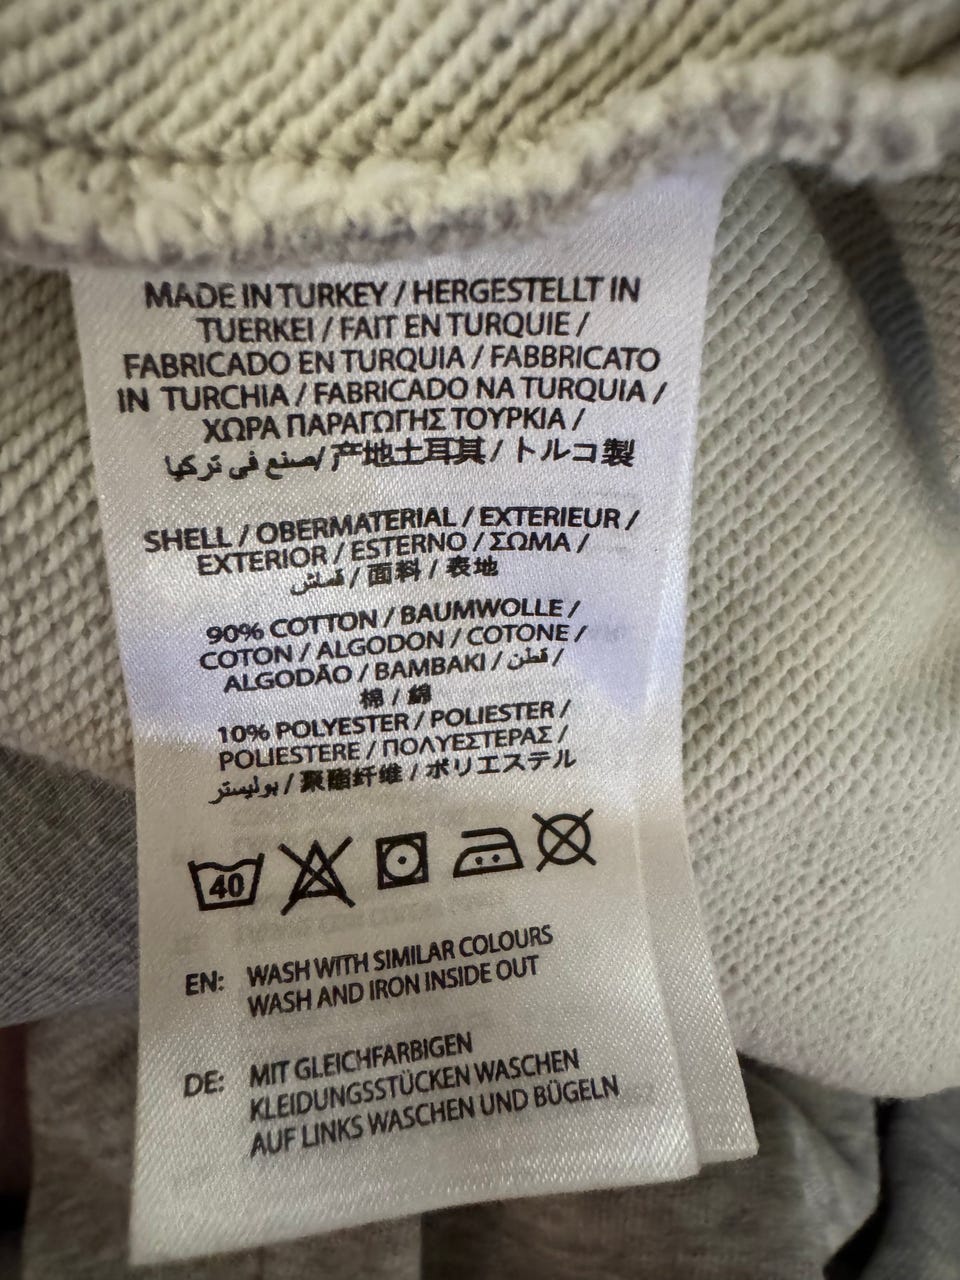 MADE IN TURKEY / HERGESTELLT IN
TUERKEI / FAIT EN TURQUIE /
FABRICADO EN TURQUIA / FABBRICATO
IN TURCHIA / FABRICADO NA TURQUIA /
ΧΩΡΑ ΠΑΡΑΓΩΓΗΣ ΤΟΥΡΚΙΑ /
صنع في تركيا/ 产地土耳其 / トルコ製
SHELL / OBERMATERIAL / EXTERIEUR /
EXTERIOR / ESTERNO / ΣΩΜΑ /
قماش / 面料 / 表地
90% COTTON / BAUMWOLLE /
COTON / ALGODON / COTONE /
ALGODÃO / BAMBAKI / قطن /
棉 / 綿
10% POLYESTER / POLIESTER /
POLIESTERE / ΠΟΛΥΕΣΤΕΡΑΣ /
بوليستر / 聚酯纤维 / ポリエステル
40
EN: WASH WITH SIMILAR COLOURS
WASH AND IRON INSIDE OUT
DE: MIT GLEICHFARBIGEN
KLEIDUNGSSTÜCKEN WASCHEN
AUF LINKS WASCHEN UND BÜGELN